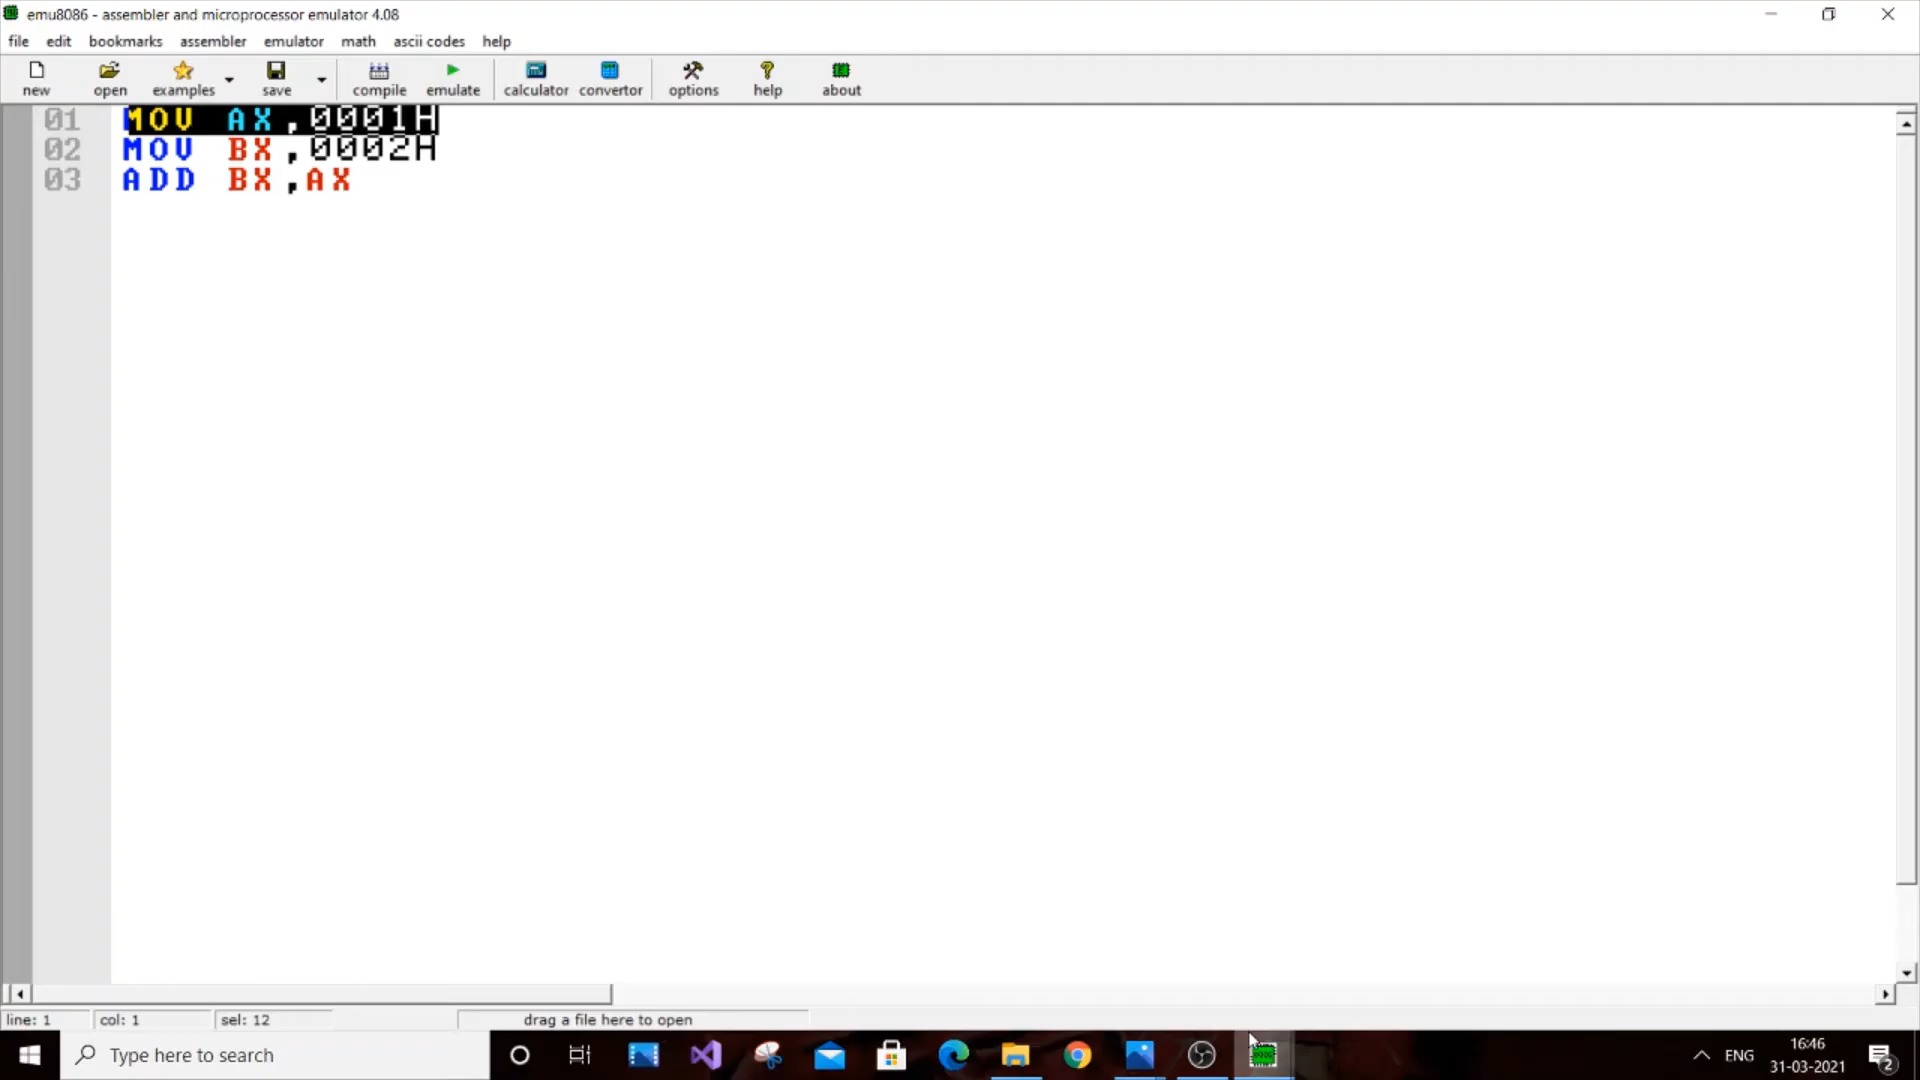 emu8086 - assembler and microprocessor emulator 4.08
file edit bookmarks assembler emulator math ascii codes help
new open examples save compile emulate calculator convertor options help about
01 MOV AX,0001H
02 MOV BX,0002H
03 ADD BX,AX
line: 1 col: 1 sel: 12 drag a file here to open
Type here to search ENG 16:46
31-03-2021 2